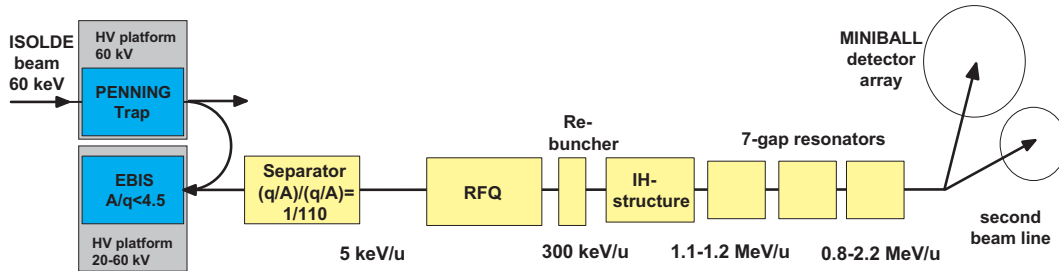 ISOLDE
beam
60 keV
HV platform
60 kV
PENNING
Trap
EBIS
A/q<4.5
HV platform
20-60 kV
Separator
(q/A)/(q/A)=
1/110
5 keV/u
RFQ
Re-
buncher
300 keV/u
IH-
structure
1.1-1.2 MeV/u
7-gap resonators
0.8-2.2 MeV/u
MINIBALL
detector
array
second
beam line